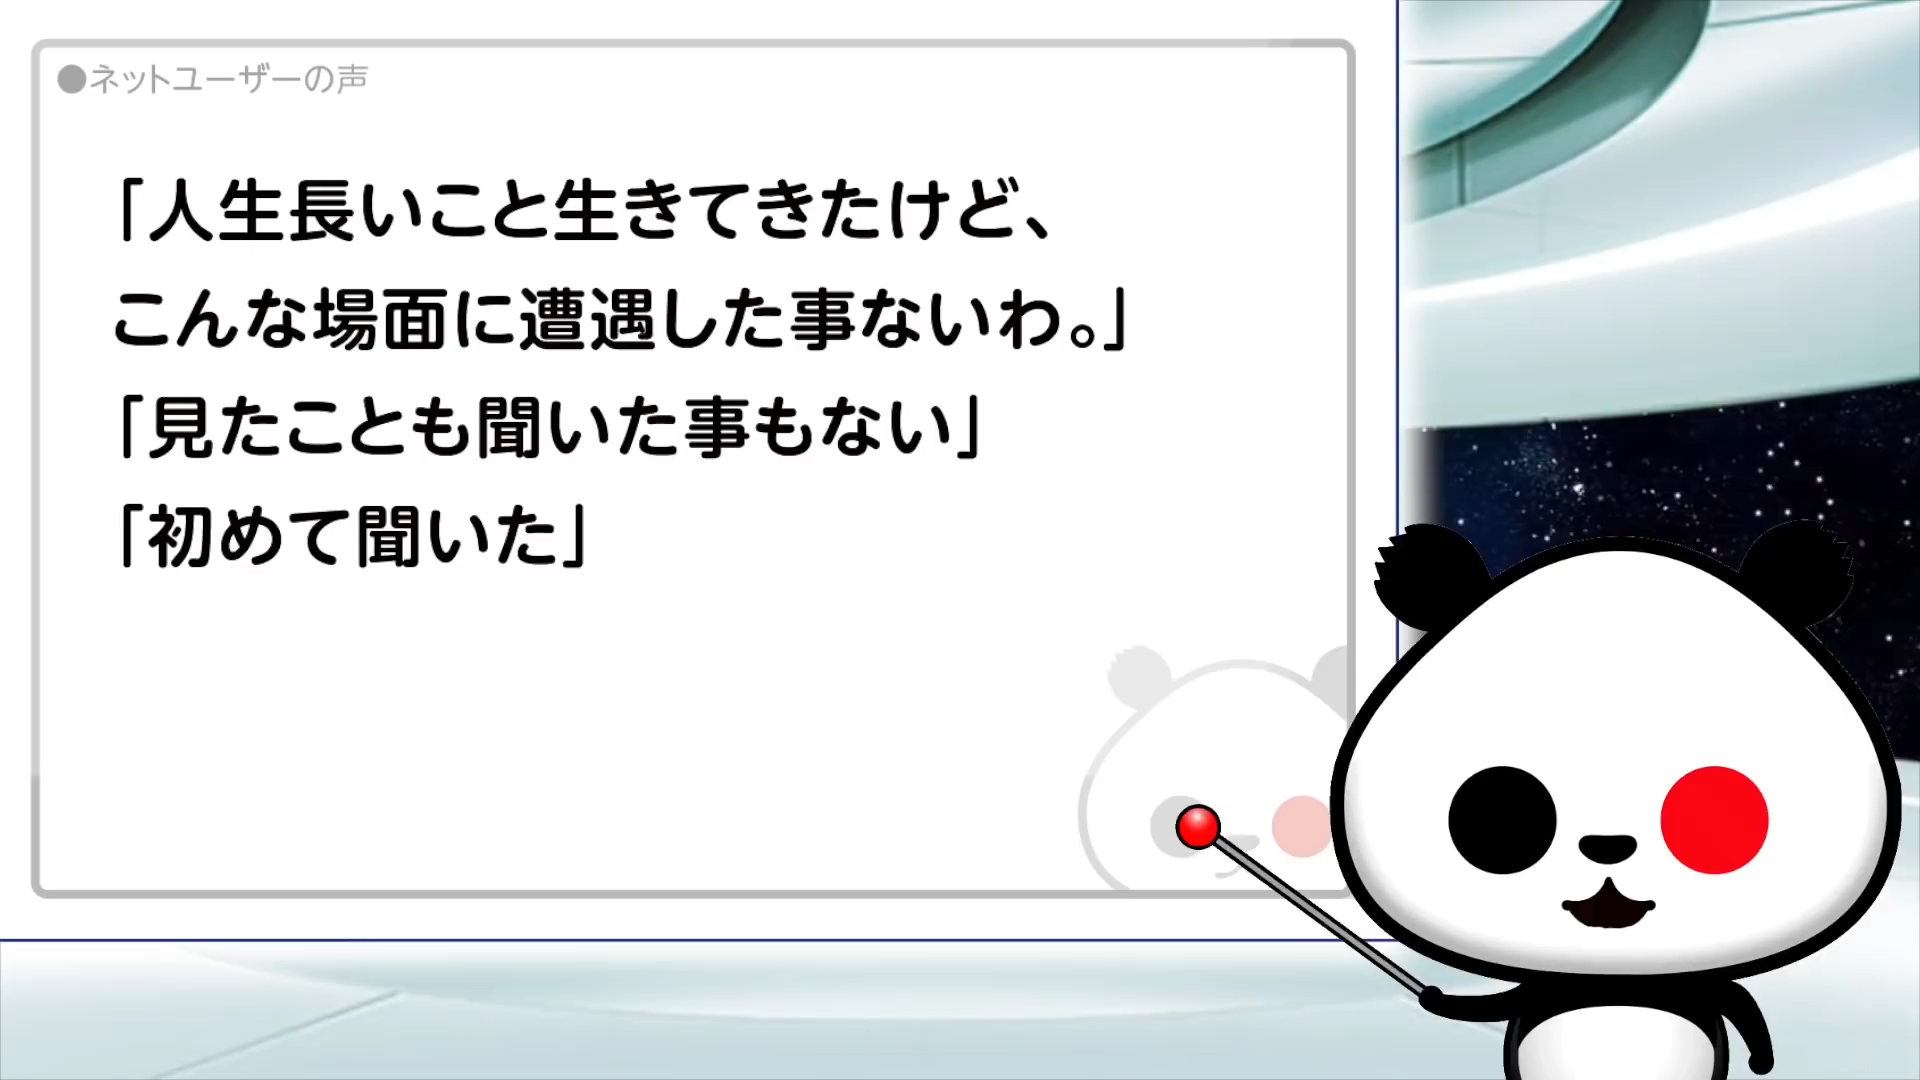 ●ネットユーザーの声
「人生長いこと生きてきたけど、
こんな場面に遭遇した事ないわ。」
「見たことも聞いた事もない」
「初めて聞いた」